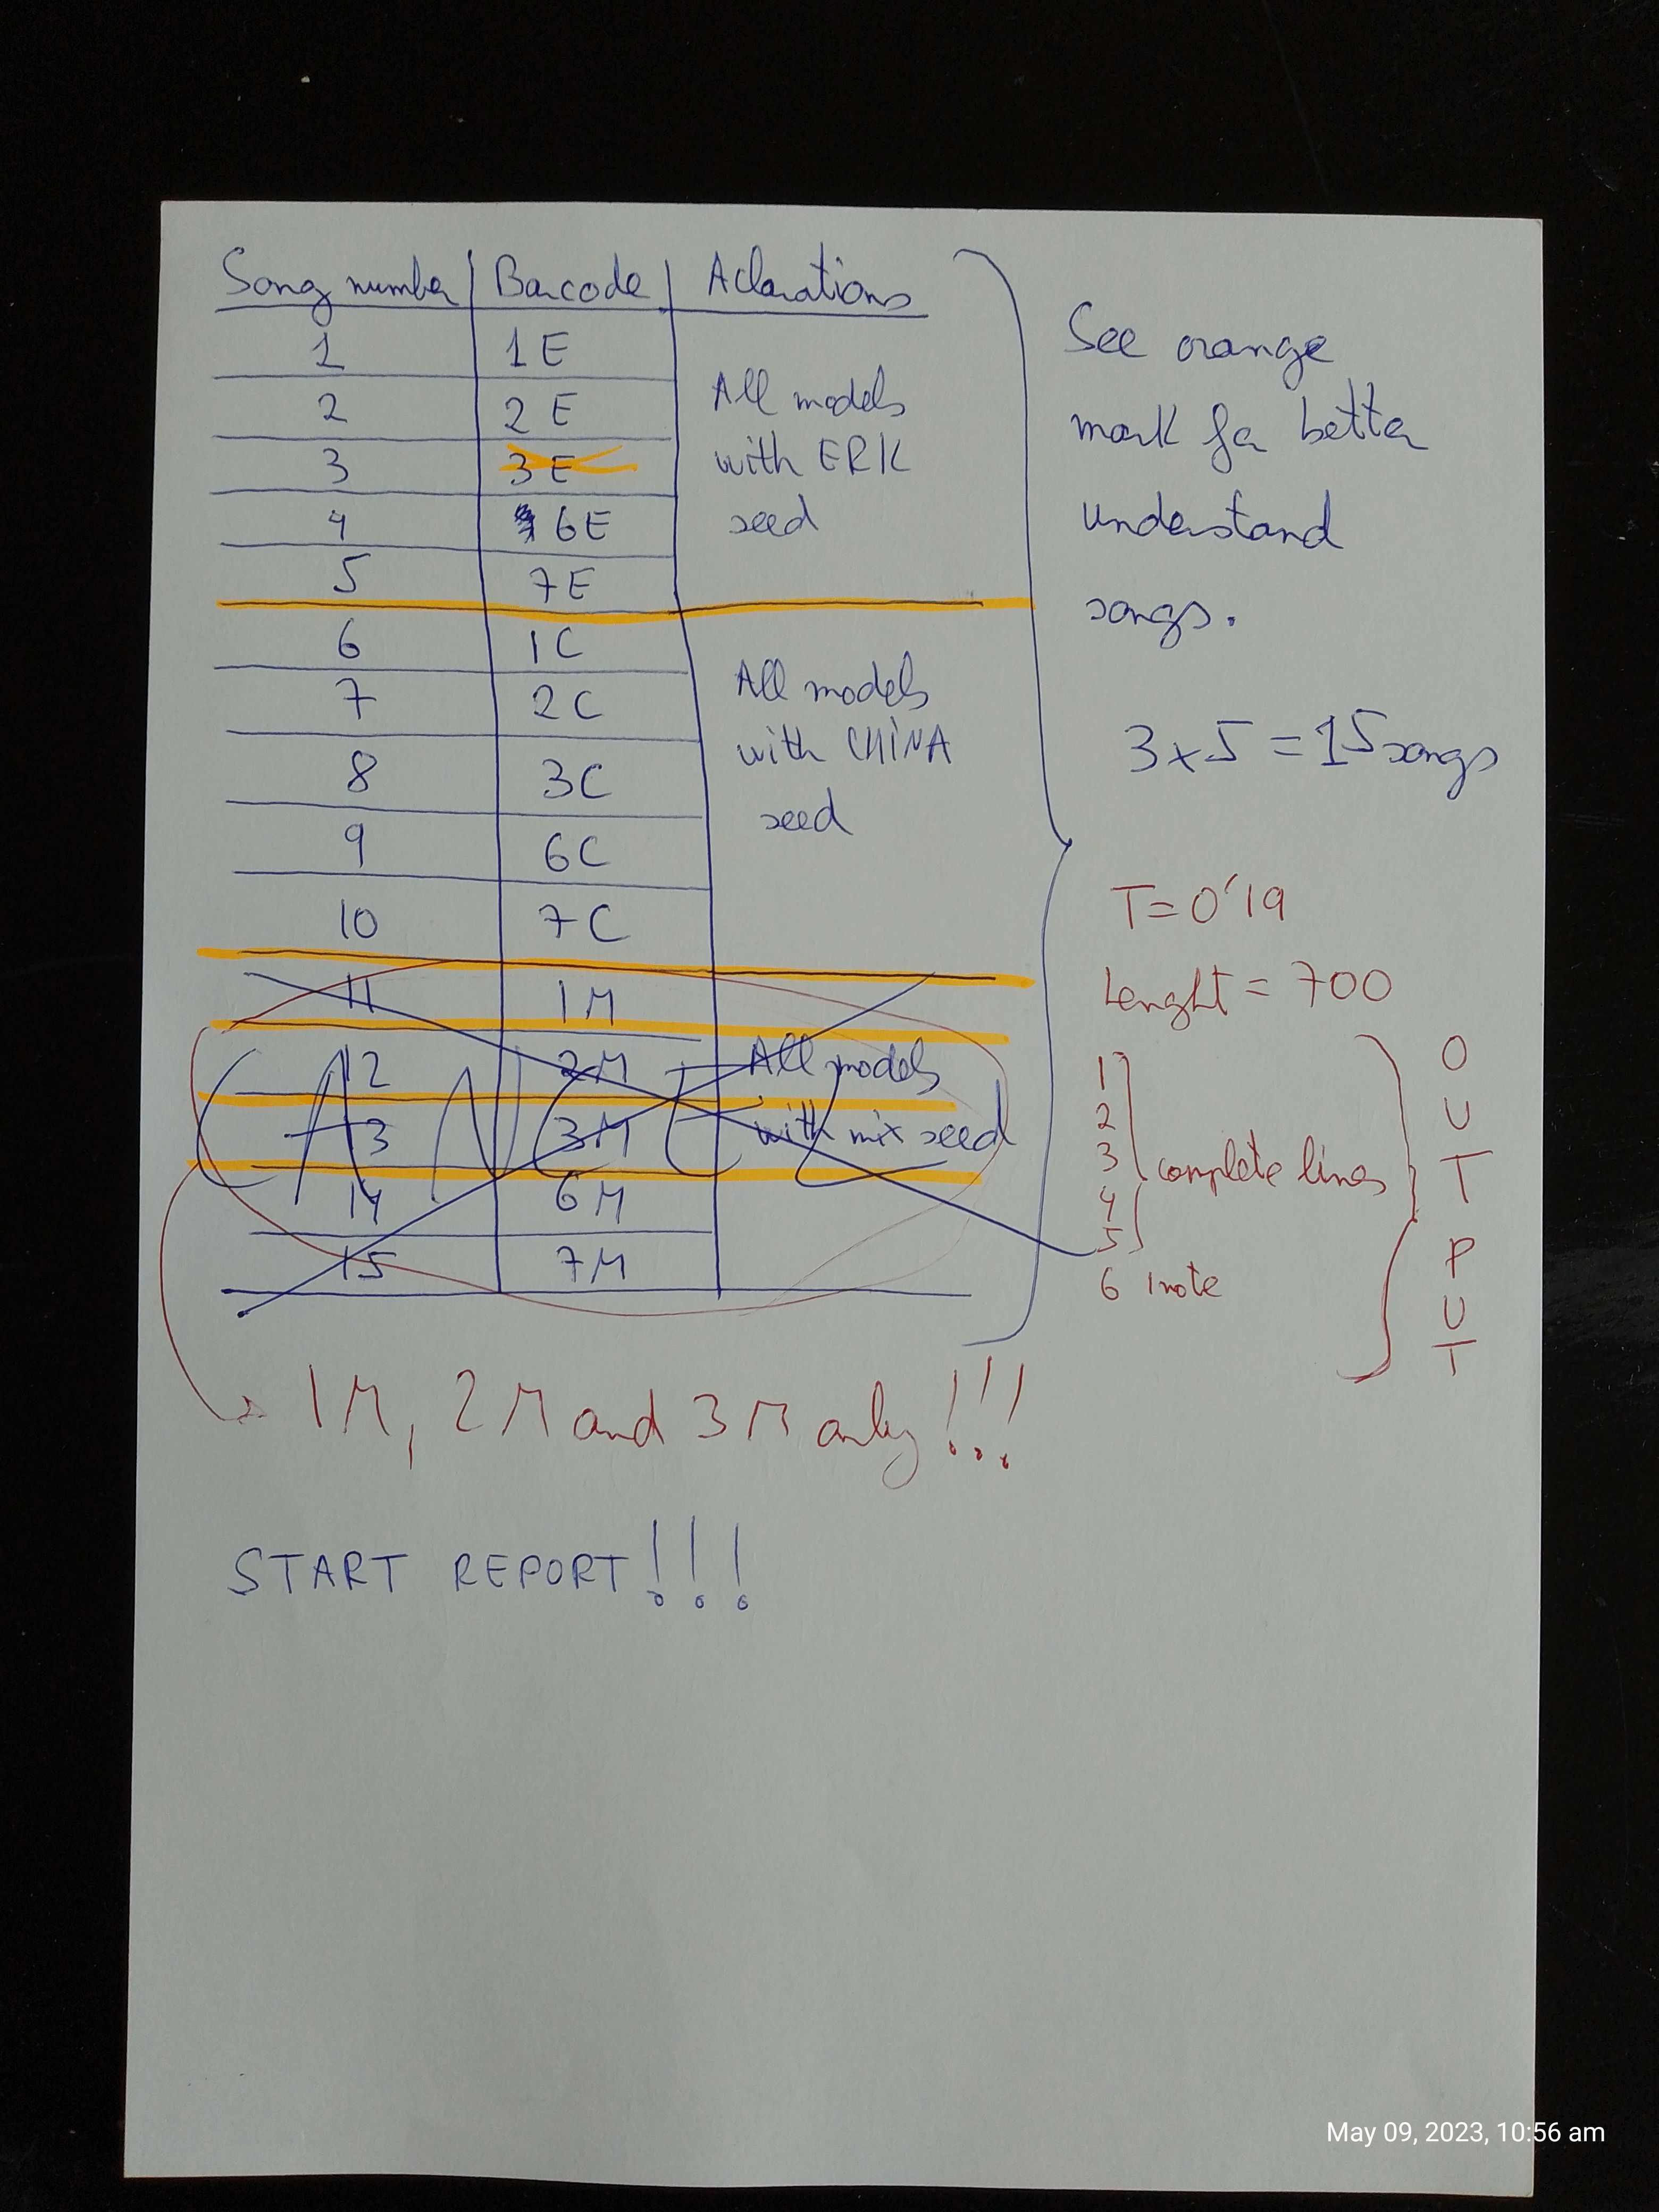 Song number Barcode Aclarations
1 1E
2 2E
3 3E
4 6E
5 7E
All models
with ERK
seed
6 1C
7 2C
8 3C
9 6C
10 7C
All models
with CHINA
seed
11 1M
12 2M
13 3M
14 6M
15 7M
All models
with mix seed
CANCEL
See orange
mark for better
understand
songs.
3x5=15 songs
T=0'19
Lenght = 700
1
2
3
4
5
complete lines
6 1 note
OUTPUT
1M, 2M and 3M only!!!
START REPORT!!!
May 09, 2023, 10:56 am